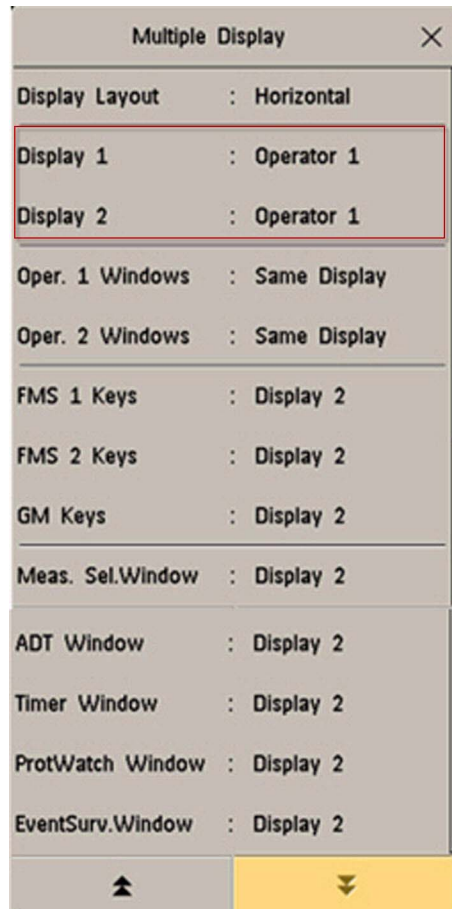 Multiple Display
Display Layout : Horizontal
Display 1 : Operator 1
Display 2 : Operator 1
Oper. 1 Windows : Same Display
Oper. 2 Windows : Same Display
FMS 1 Keys : Display 2
FMS 2 Keys : Display 2
GM Keys : Display 2
Meas. Sel.Window : Display 2
ADT Window : Display 2
Timer Window : Display 2
ProtWatch Window : Display 2
EventSurv.Window : Display 2